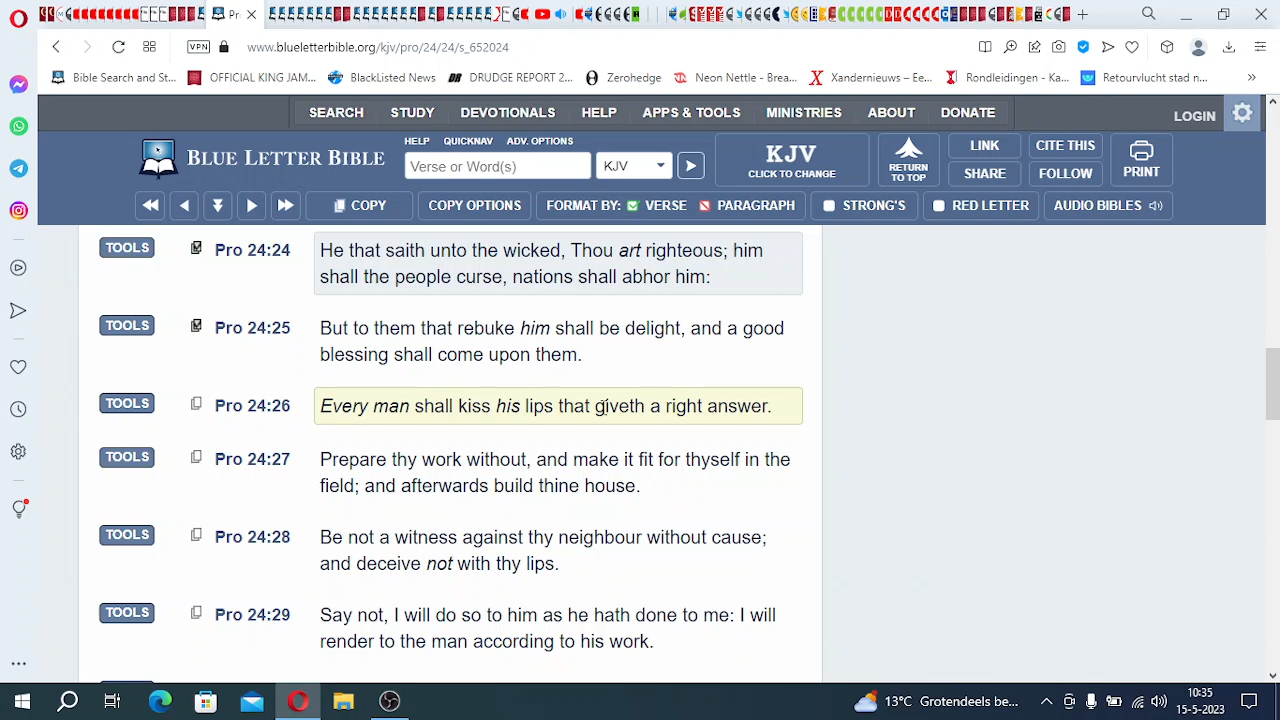 Pr
VPN
www.blueletterbible.org/kjv/pro/24/24/s_652024
Bible Search and St...
OFFICIAL KING JAM...
BlackListed News
DRUDGE REPORT 2...
Zerohedge
Neon Nettle - Brea...
Xandernieuws – Ee...
Rondleidingen - Ka...
Retourvlucht stad n...
»
SEARCH STUDY DEVOTIONALS HELP APPS & TOOLS MINISTRIES ABOUT DONATE
LOGIN
BLUE LETTER BIBLE
HELP QUICKNAV ADV. OPTIONS
Verse or Word(s)
KJV
KJV
CLICK TO CHANGE
RETURN
TO TOP
LINK
CITE THIS
SHARE
FOLLOW
PRINT
COPY
COPY OPTIONS
FORMAT BY: VERSE PARAGRAPH
STRONG'S
RED LETTER
AUDIO BIBLES
TOOLS Pro 24:24 He that saith unto the wicked, Thou art righteous; him
shall the people curse, nations shall abhor him:
TOOLS Pro 24:25 But to them that rebuke him shall be delight, and a good
blessing shall come upon them.
TOOLS Pro 24:26 Every man shall kiss his lips that giveth a right answer.
TOOLS Pro 24:27 Prepare thy work without, and make it fit for thyself in the
field; and afterwards build thine house.
TOOLS Pro 24:28 Be not a witness against thy neighbour without cause;
and deceive not with thy lips.
TOOLS Pro 24:29 Say not, I will do so to him as he hath done to me: I will
render to the man according to his work.
13°C Grotendeels be...
10:35
15-5-2023